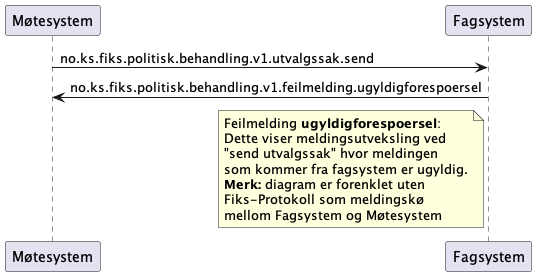 Møtesystem
Fagsystem
no.ks.fiks.politisk.behandling.v1.utvalgssak.send
no.ks.fiks.politisk.behandling.v1.feilmelding.ugyldigforespoersel
Feilmelding ugyldigforespoersel:
Dette viser meldingsutveksling ved
"send utvalgssak" hvor meldingen
som kommer fra fagsystem er ugyldig.
Merk: diagram er forenklet uten
Fiks-Protokoll som meldingskø
mellom Fagsystem og Møtesystem
Møtesystem
Fagsystem